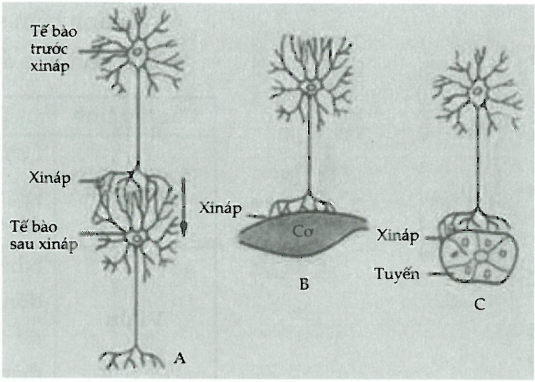 Tế bào
trước
xináp
Xináp
Tế bào
sau xináp
A
Xináp
Cơ
B
Xináp
Tuyến
C